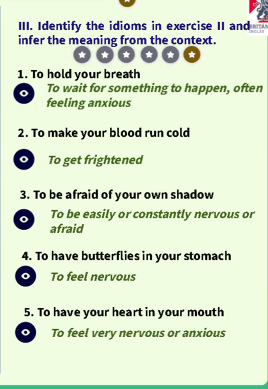 III. Identify the idioms in exercise II and
infer the meaning from the context.
1. To hold your breath
To wait for something to happen, often
feeling anxious
2. To make your blood run cold
To get frightened
3. To be afraid of your own shadow
To be easily or constantly nervous or
afraid
4. To have butterflies in your stomach
To feel nervous
5. To have your heart in your mouth
To feel very nervous or anxious